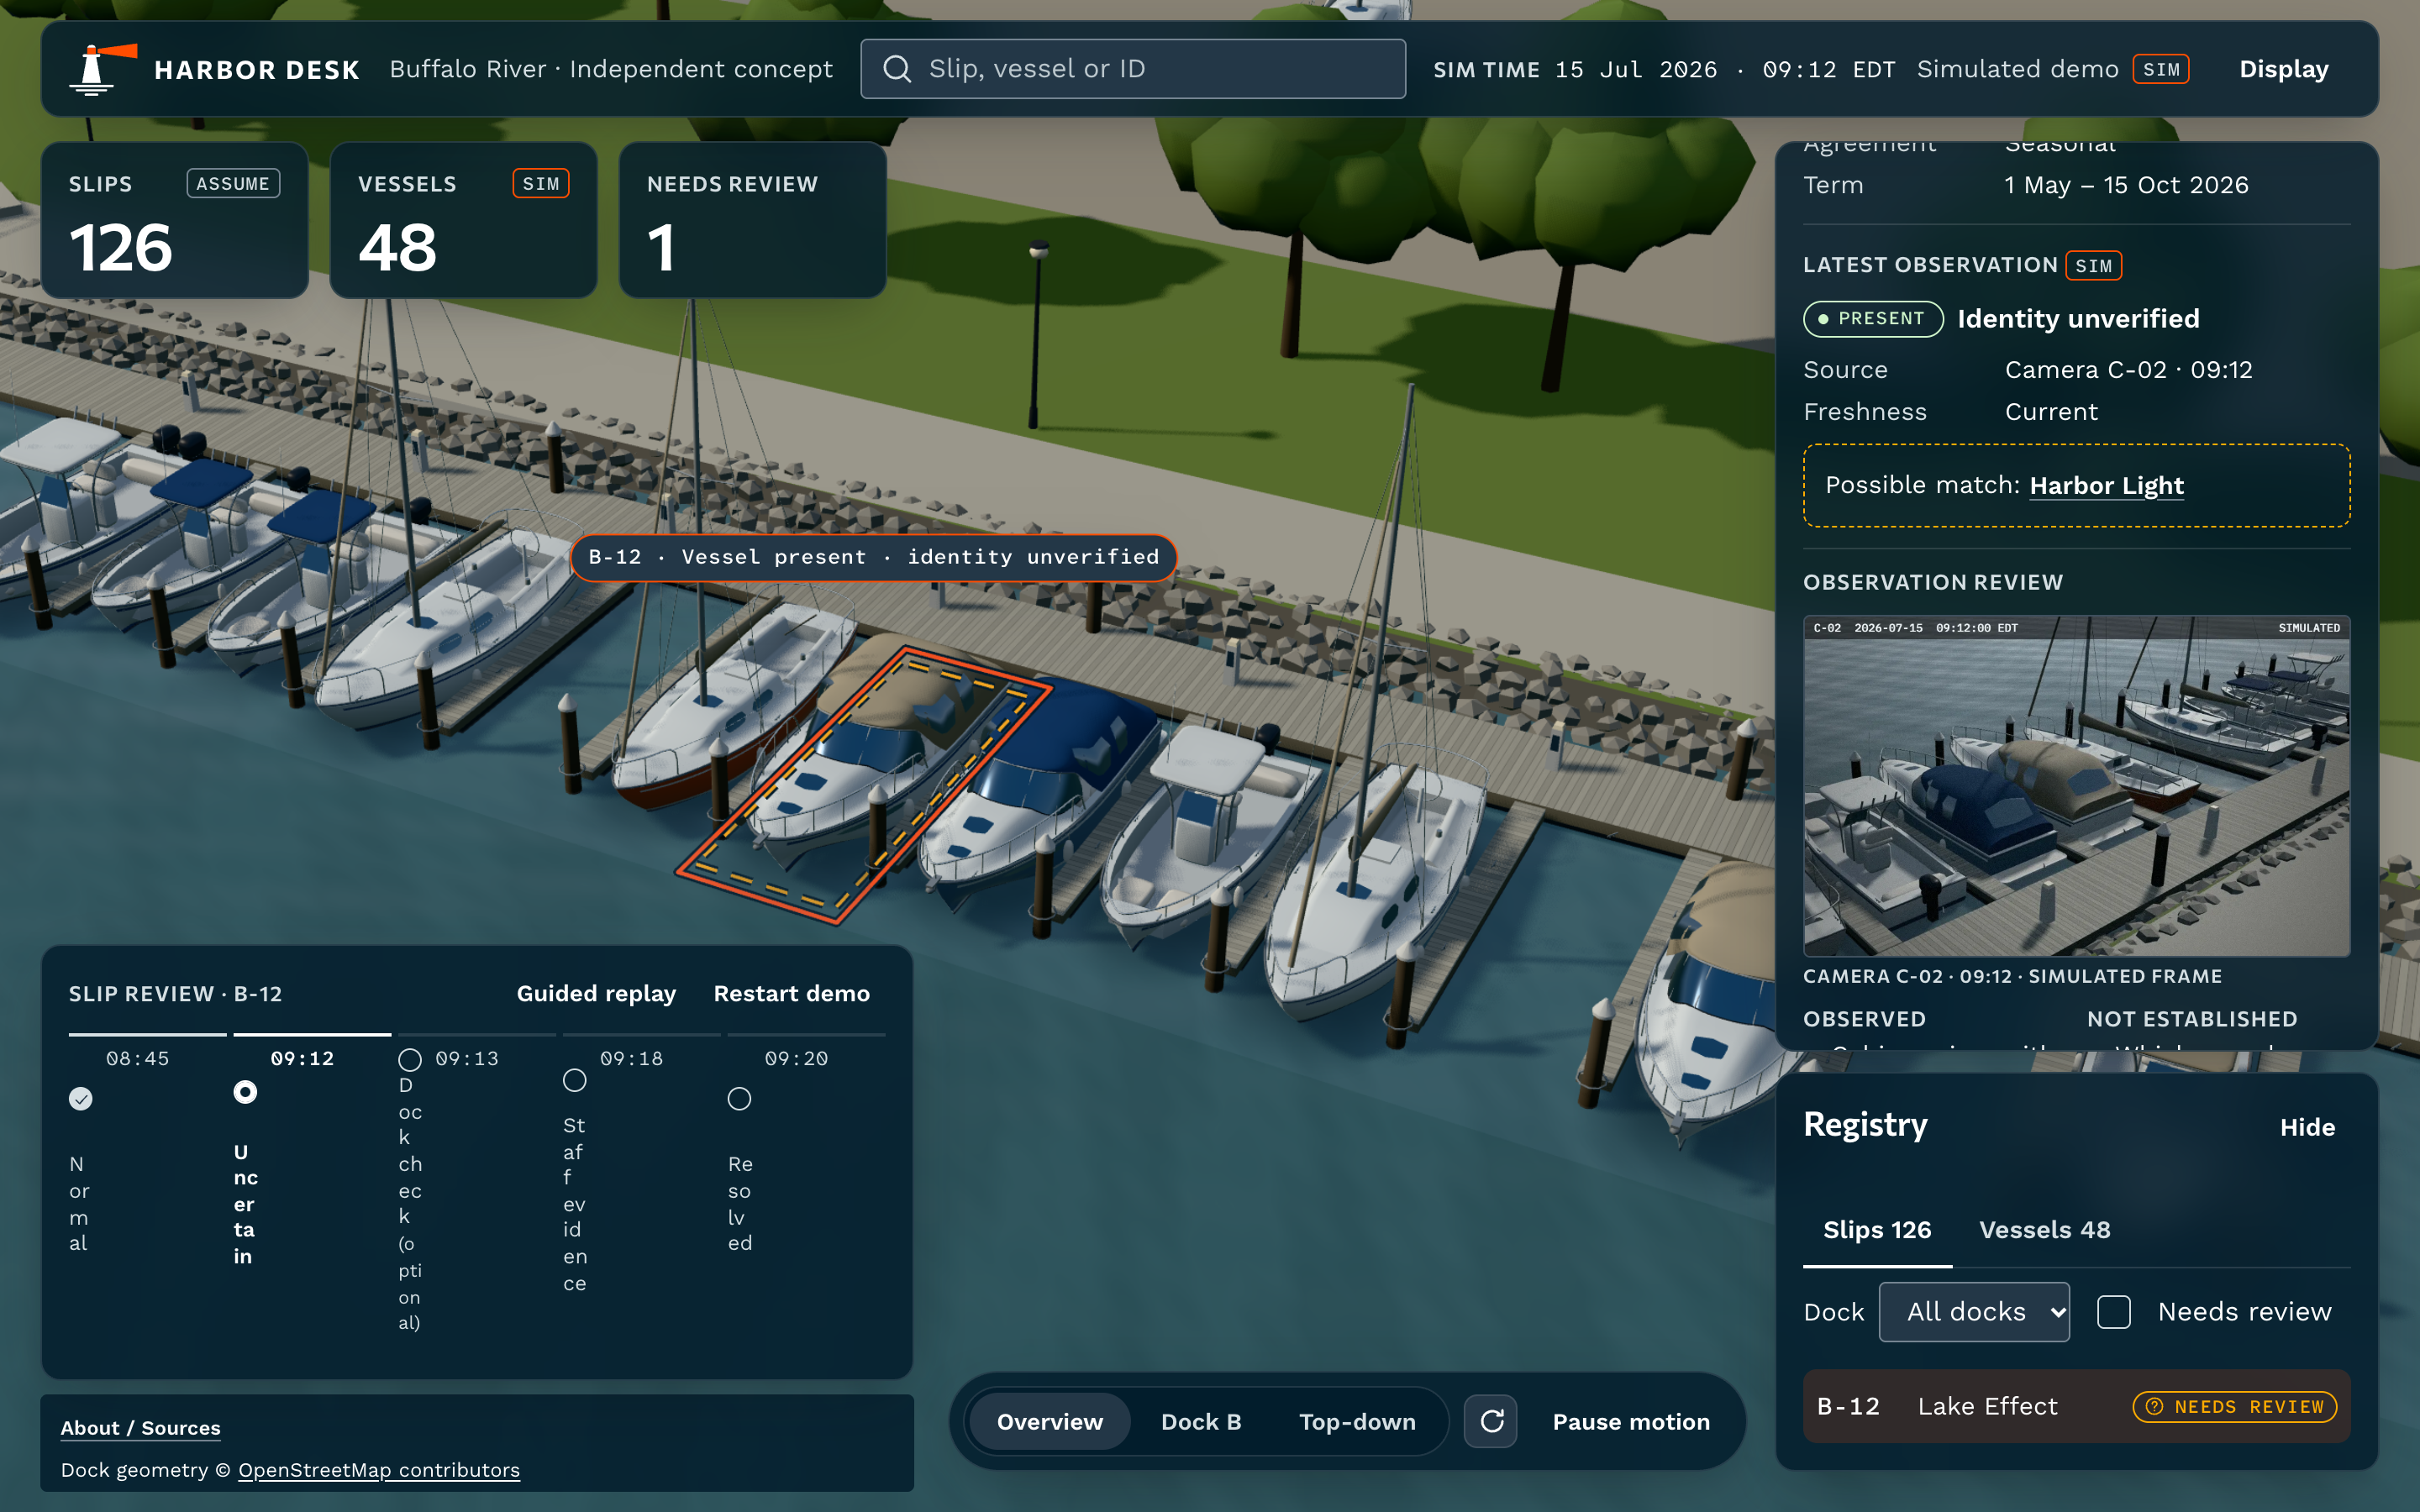 HARBOR DESK Buffalo River · Independent concept
Slip, vessel or ID
SIM TIME 15 Jul 2026 · 09:12 EDT Simulated demo SIM
Display
SLIPS ASSUME
126
VESSELS SIM
48
NEEDS REVIEW
1
B-12 · Vessel present · identity unverified
Agreement Seasonal
Term 1 May – 15 Oct 2026
LATEST OBSERVATION SIM
PRESENT Identity unverified
Source Camera C-02 · 09:12
Freshness Current
Possible match: Harbor Light
OBSERVATION REVIEW
C-02 2026-07-15 09:12:00 EDT SIMULATED
CAMERA C-02 · 09:12 · SIMULATED FRAME
OBSERVED NOT ESTABLISHED
SLIP REVIEW · B-12 Guided replay Restart demo
08:45
N
or
m
al
09:12
U
nc
er
ta
in
09:13
D
oc
k
ch
ec
k
(o
pti
on
al)
09:18
St
af
f
ev
id
en
ce
09:20
Re
so
lv
ed
About / Sources
Dock geometry © OpenStreetMap contributors
Overview Dock B Top-down Pause motion
Registry Hide
Slips 126 Vessels 48
Dock All docks Needs review
B-12 Lake Effect NEEDS REVIEW